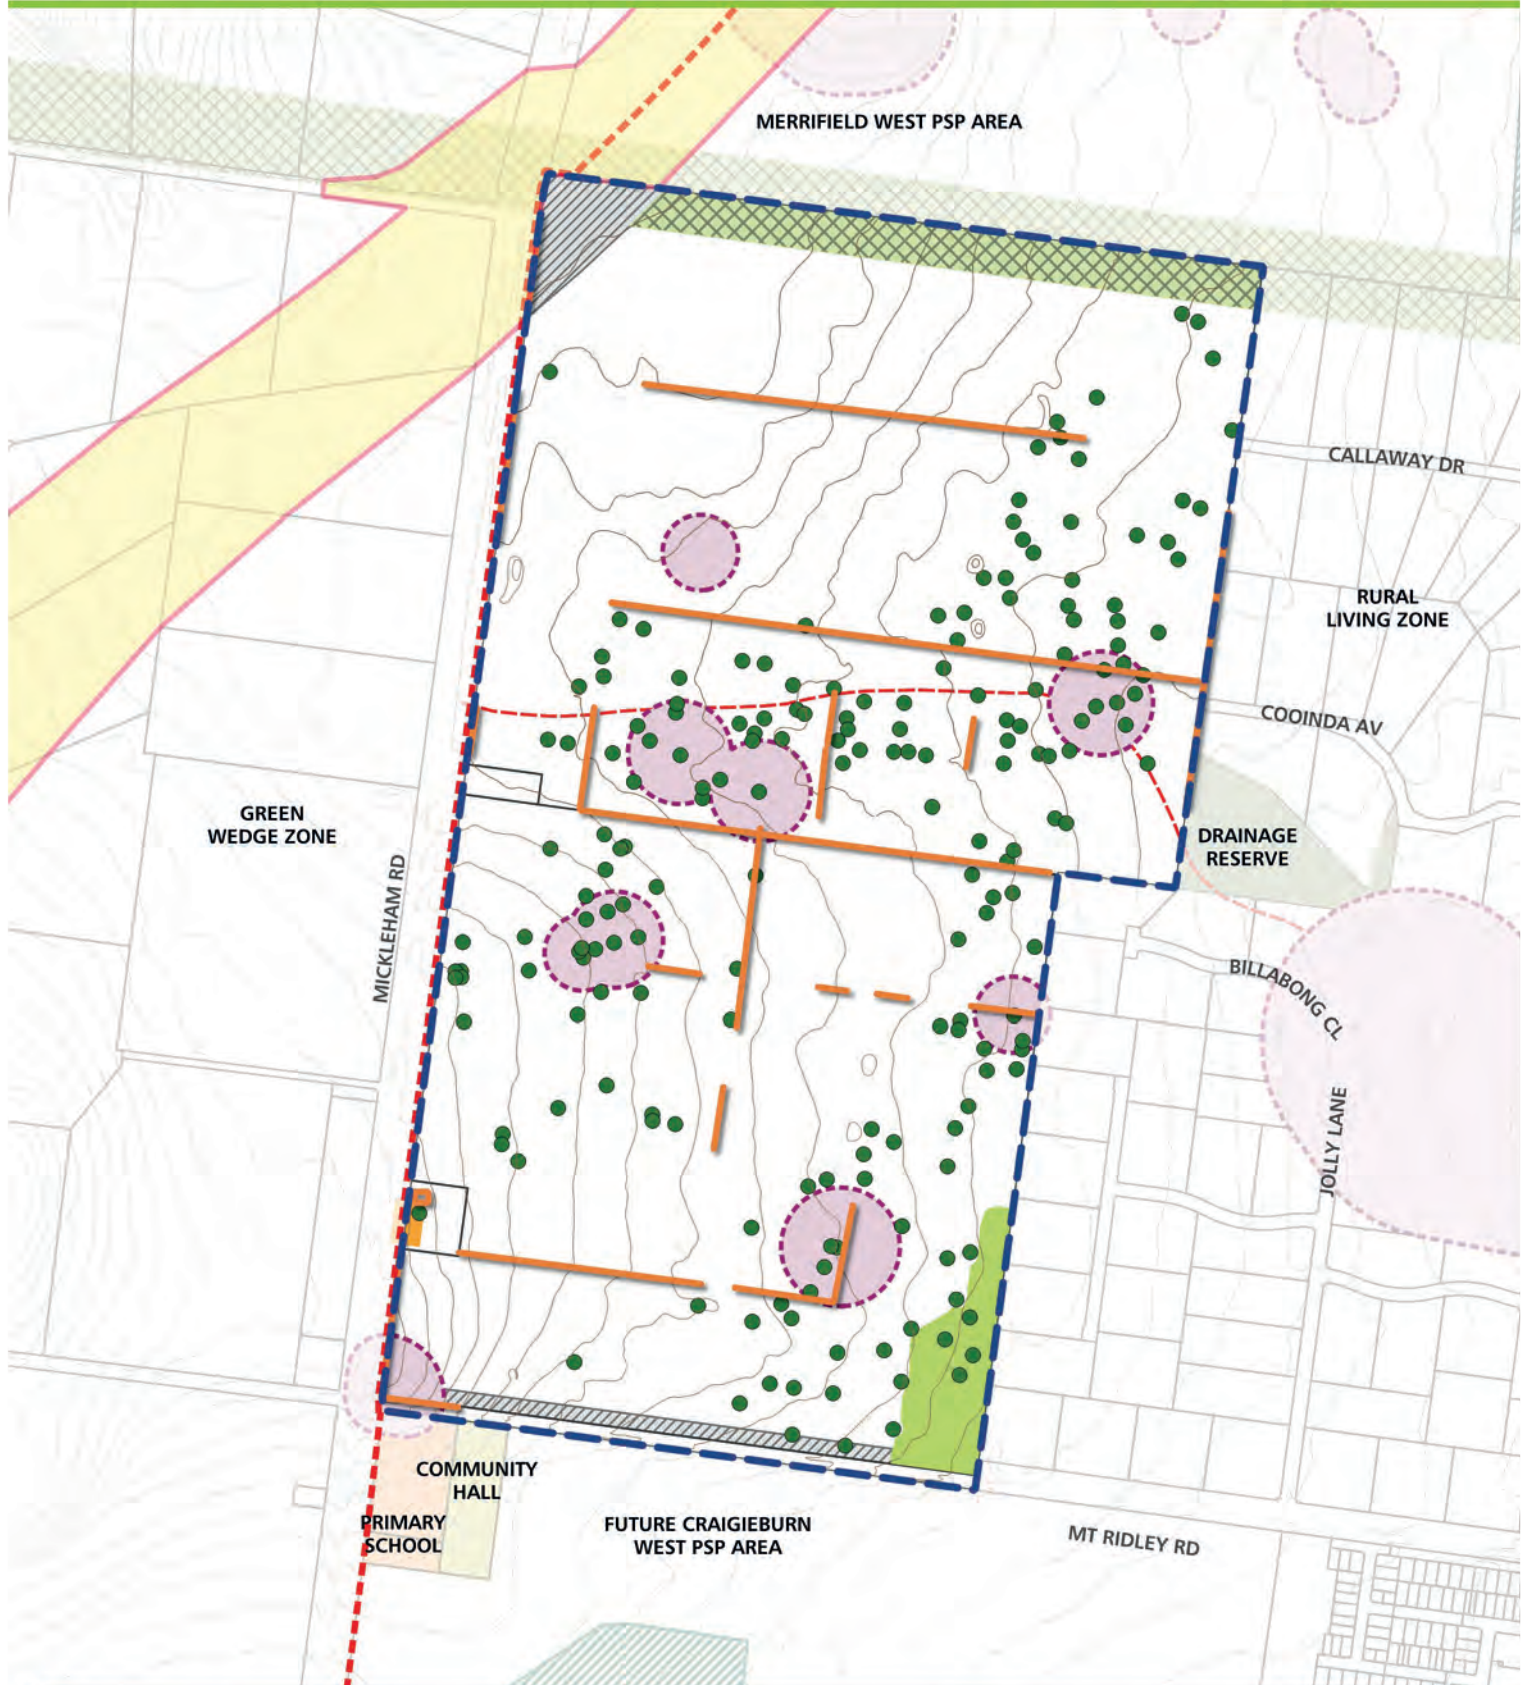 MERRIFIELD WEST PSP AREA
CALLAWAY DR
RURAL
LIVING ZONE
COOINDA AV
GREEN
WEDGE ZONE
DRAINAGE
RESERVE
MICKLEHAM RD
BILLABONG CL
JOLLY LANE
COMMUNITY
HALL
PRIMARY
SCHOOL
FUTURE CRAIGIEBURN
WEST PSP AREA
MT RIDLEY RD